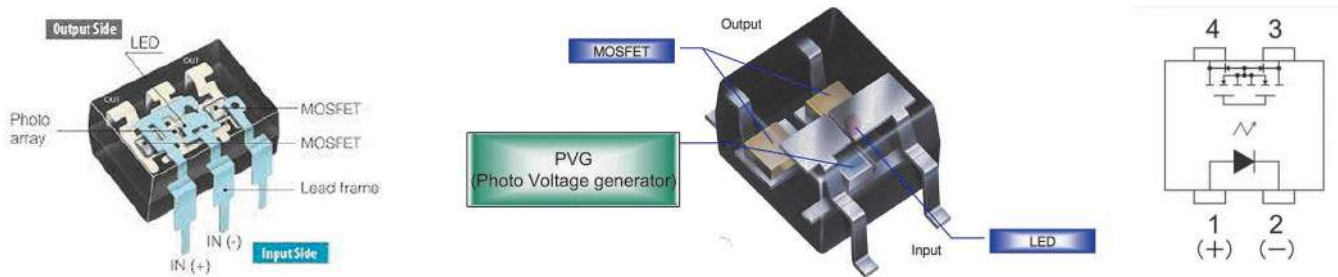 Output Side
LED
OUT
OUT
Photo
array
MOSFET
MOSFET
Lead frame
IN (-)
IN (+)
Input Side
Output
MOSFET
PVG
(Photo Voltage generator)
Input
LED
4 3
1 2
(+) (−)